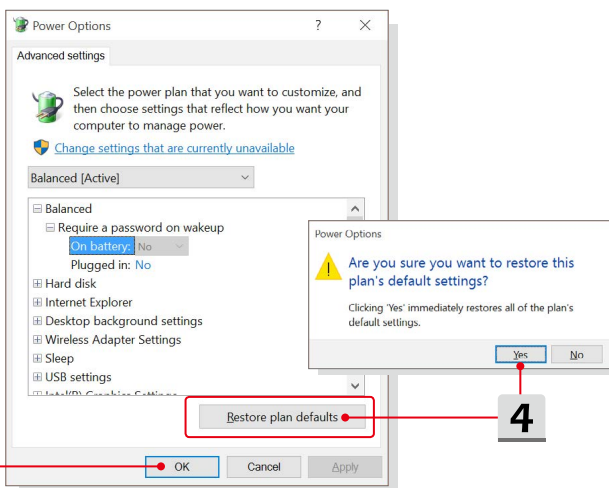 Power Options
Advanced settings
Select the power plan that you want to customize, and
then choose settings that reflect how you want your
computer to manage power.
Change settings that are currently unavailable
Balanced [Active]
Balanced
Require a password on wakeup
On battery: No
Plugged in: No
Hard disk
Internet Explorer
Desktop background settings
Wireless Adapter Settings
Sleep
USB settings
Intel(R) Graphics Settings
Restore plan defaults
OK Cancel Apply
Power Options
Are you sure you want to restore this
plan's default settings?
Clicking 'Yes' immediately restores all of the plan's
default settings.
Yes No
4